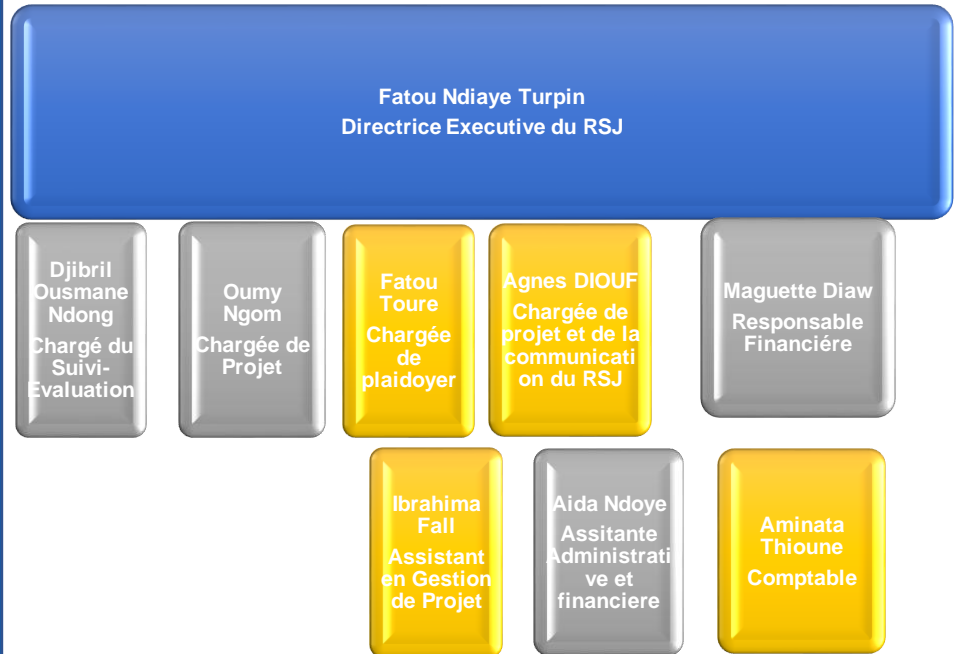 Fatou Ndiaye Turpin
Directrice Executive du RSJ
Djibril
Ousmane
Ndong
Chargé du
Suivi-
Evaluation
Oumy
Ngom
Chargée de
Projet
Fatou
Toure
Chargée
de
plaidoyer
Agnes DIOUF
Chargée de
projet et de la
communicati
on du RSJ
Maguette Diaw
Responsable
Financiére
Ibrahima
Fall
Assistant
en Gestion
de Projet
Aida Ndoye
Assitante
Administrati
ve et
financiere
Aminata
Thioune
Comptable